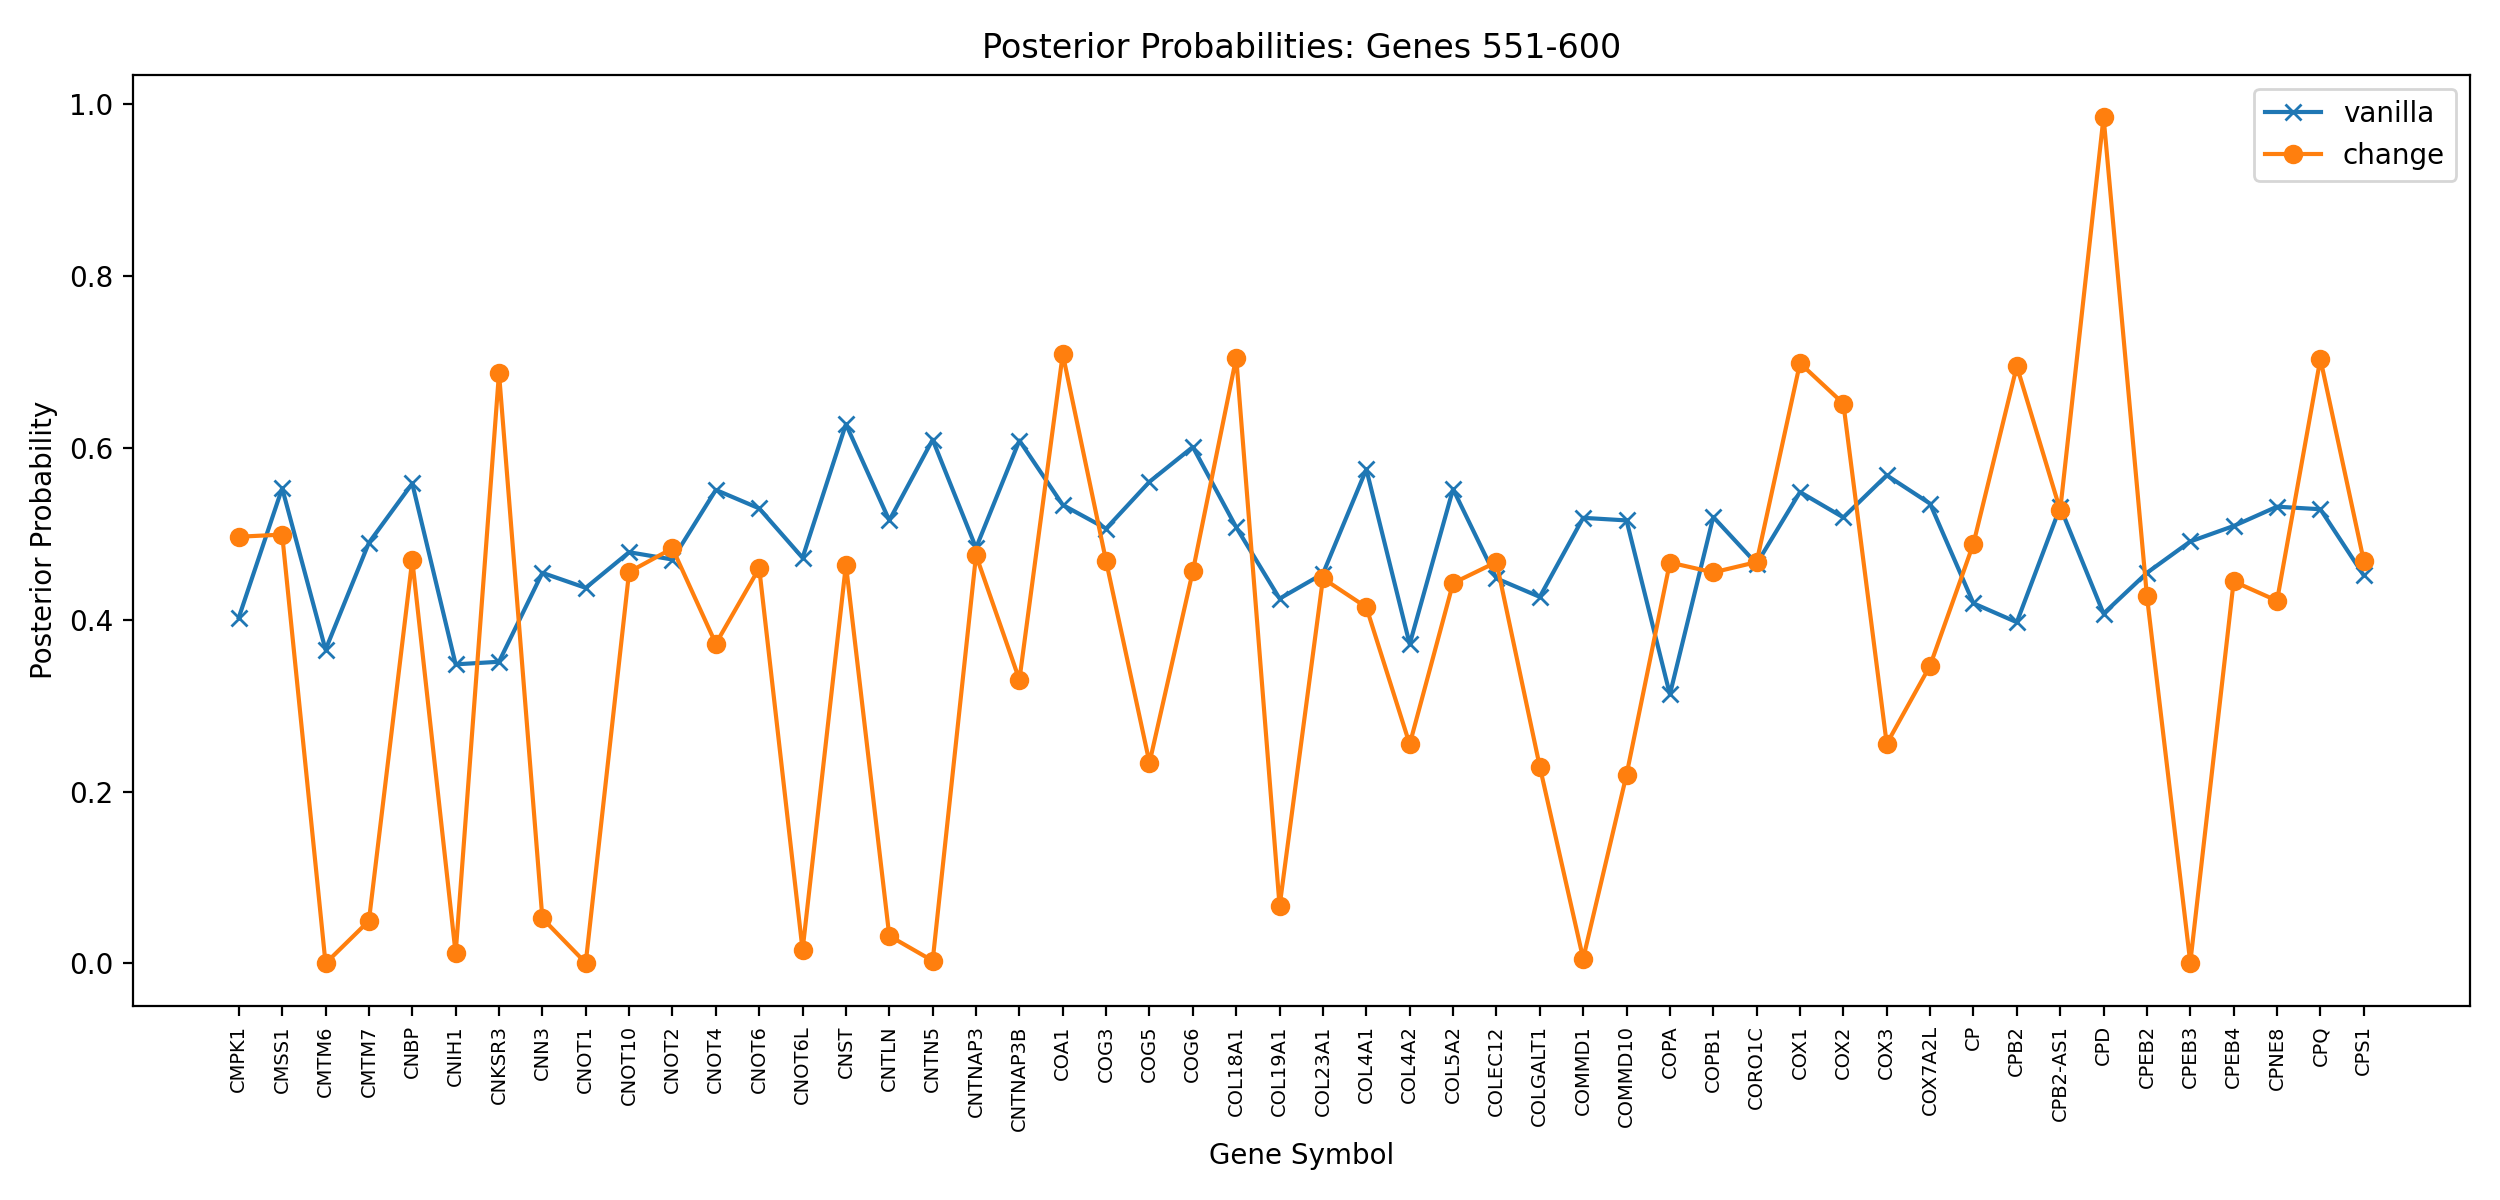 Posterior Probabilities: Genes 551-600
vanilla
change
1.0
0.8
0.6
0.4
0.2
0.0
Posterior Probability
CMPK1
CMSS1
CMTM6
CMTM7
CNBP
CNIH1
CNKSR3
CNN3
CNOT1
CNOT10
CNOT2
CNOT4
CNOT6
CNOT6L
CNST
CNTLN
CNTN5
CNTNAP3
CNTNAP3B
COA1
COG3
COG5
COG6
COL18A1
COL19A1
COL23A1
COL4A1
COL4A2
COL5A2
COLEC12
COLGALT1
COMMD1
COMMD10
COPA
COPB1
CORO1C
COX1
COX2
COX3
COX7A2L
CP
CPB2
CPB2-AS1
CPD
CPEB2
CPEB3
CPEB4
CPNE8
CPQ
CPS1
Gene Symbol